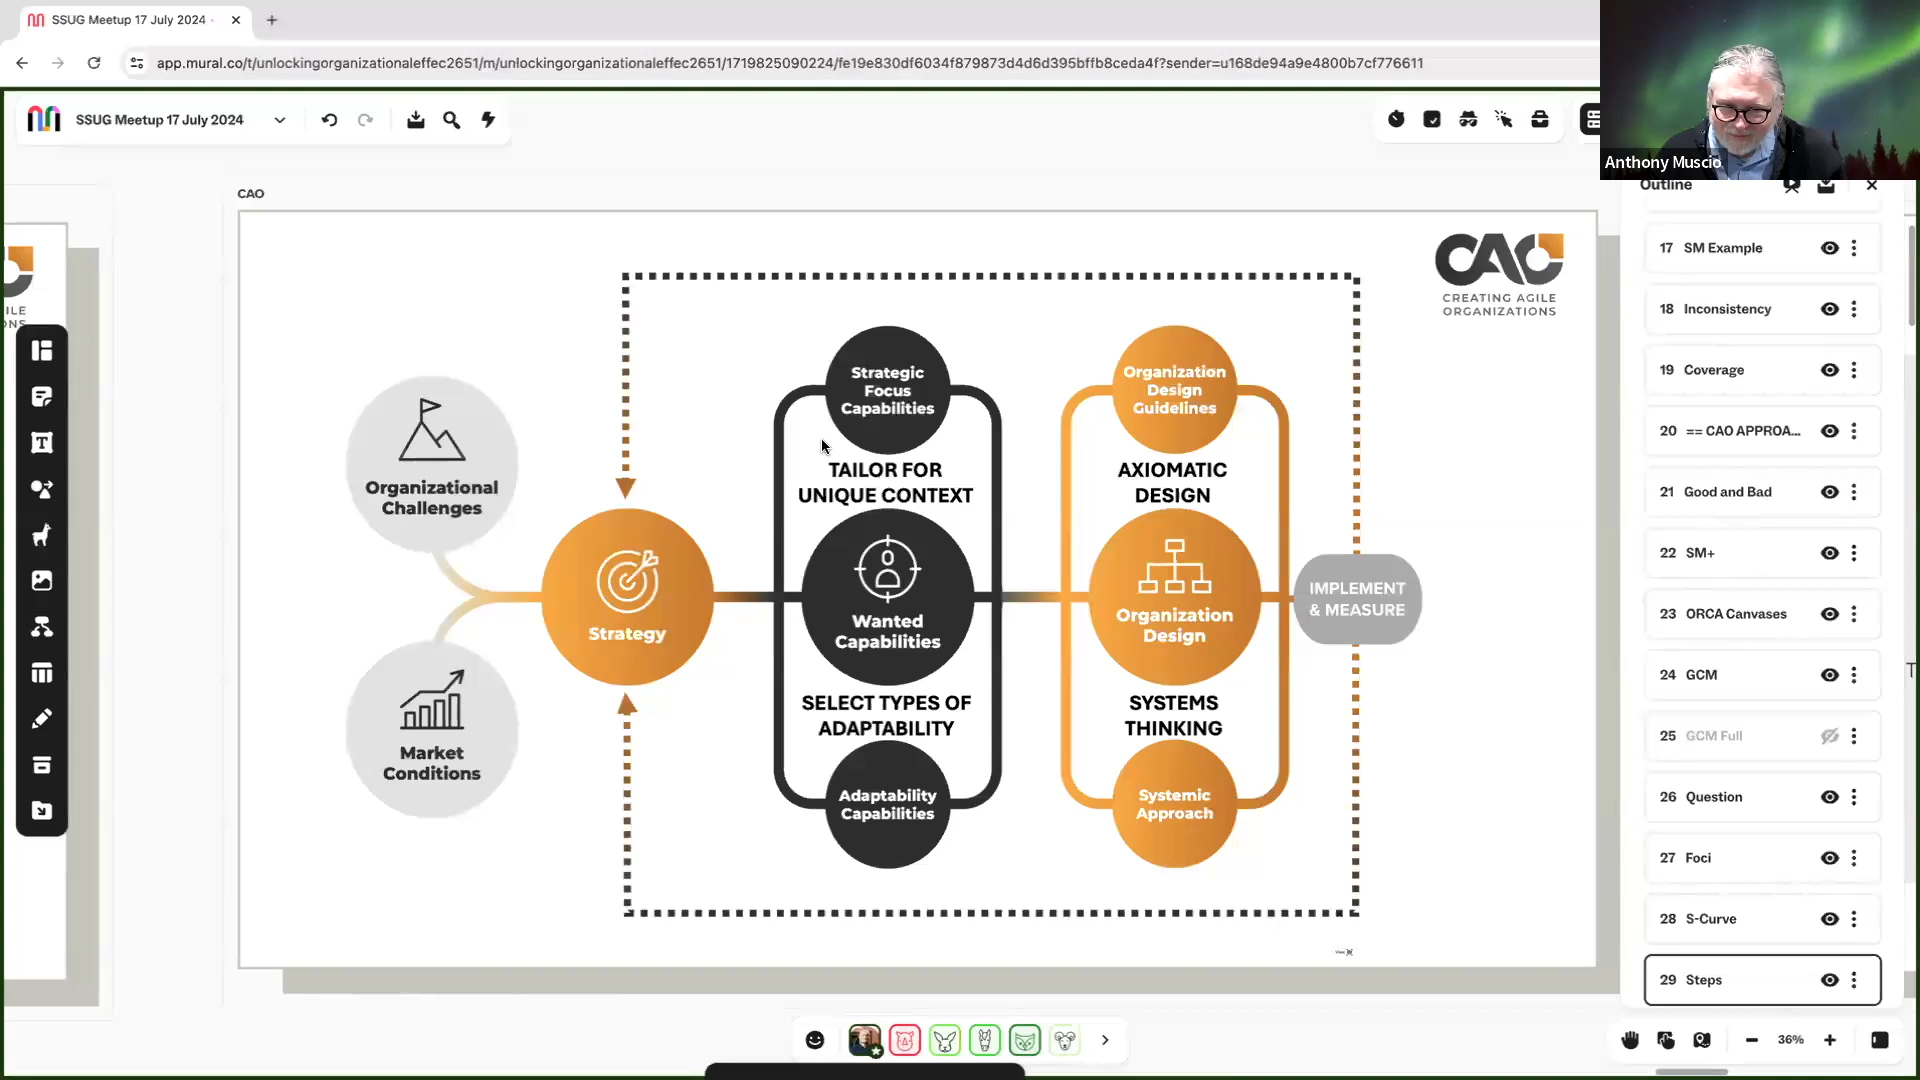 SSUG Meetup 17 July 2024
app.mural.co/t/unlockingorganizationaleffec2651/m/unlockingorganizationaleffec2651/1719825090224/fe19e830df6034f879873d4d6d395bffb8ceda4f?sender=u168de94a9e4800b7cf776611
SSUG Meetup 17 July 2024
Anthony Muscio
CAO
CAO
CREATING AGILE
ORGANIZATIONS
ILE
ONS
Organizational
Challenges
Market
Conditions
Strategy
Strategic
Focus
Capabilities
TAILOR FOR
UNIQUE CONTEXT
Wanted
Capabilities
SELECT TYPES OF
ADAPTABILITY
Adaptability
Capabilities
Organization
Design
Guidelines
AXIOMATIC
DESIGN
Organization
Design
SYSTEMS
THINKING
Systemic
Approach
IMPLEMENT
& MEASURE
Outline
17 SM Example
18 Inconsistency
19 Coverage
20 == CAO APPROA...
21 Good and Bad
22 SM+
23 ORCA Canvases
24 GCM
25 GCM Full
26 Question
27 Foci
28 S-Curve
29 Steps
T
36%